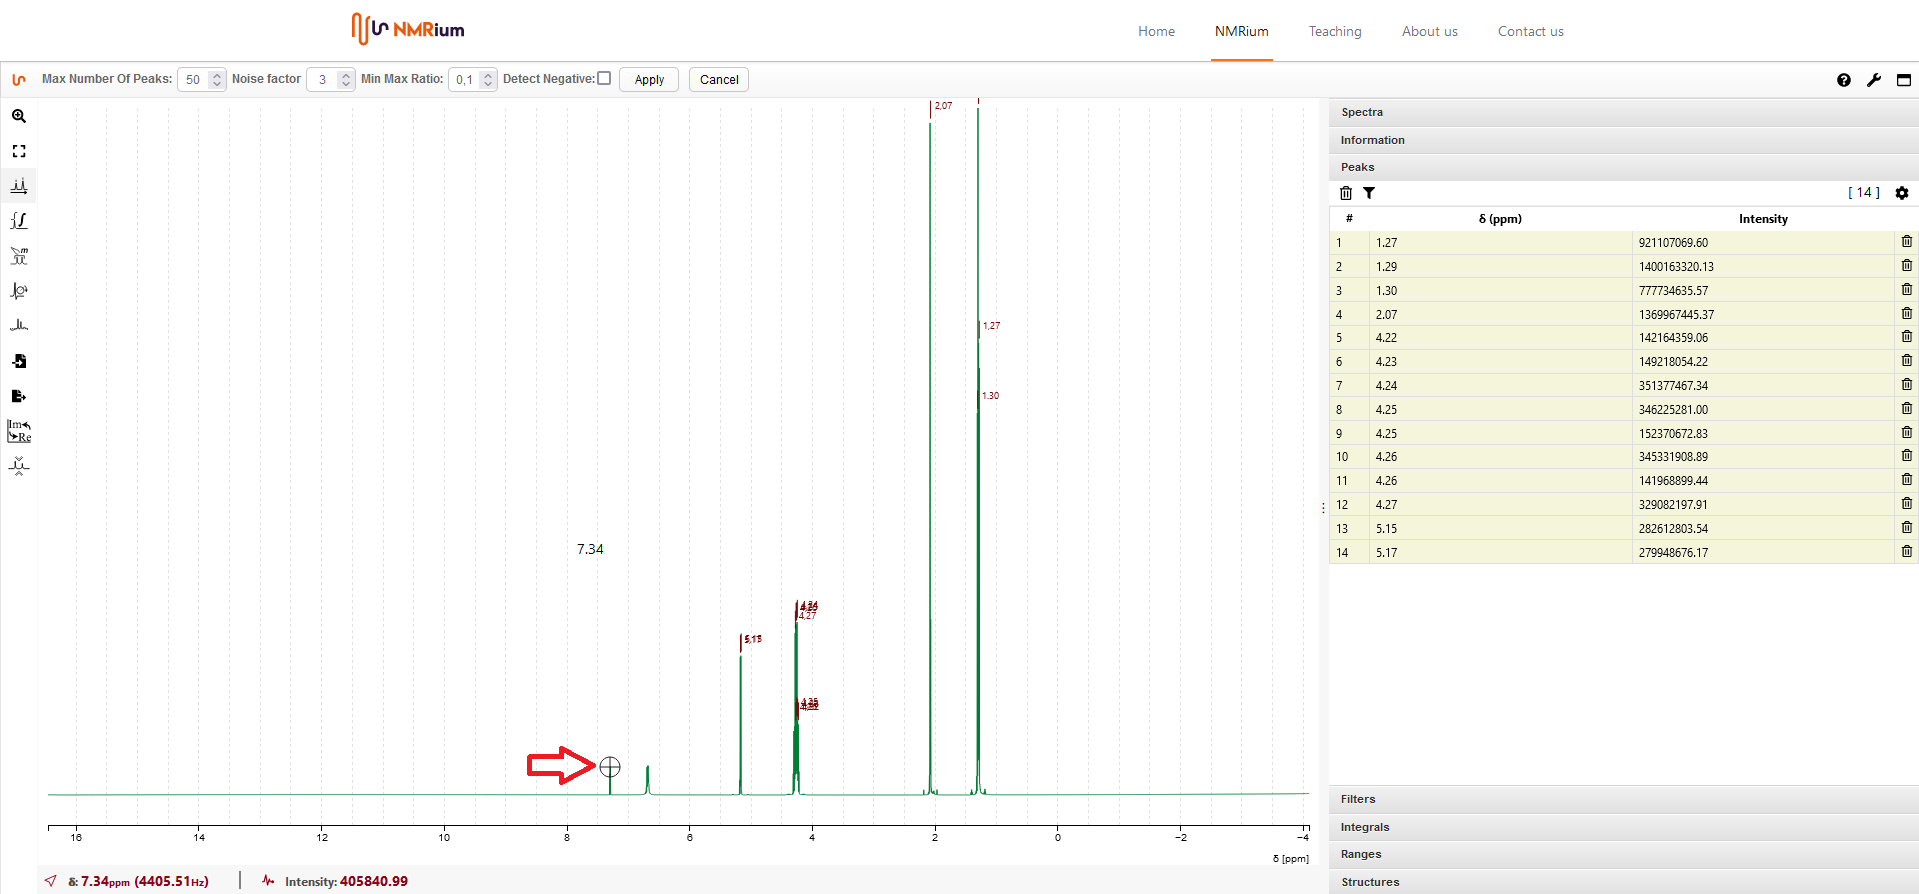 NMRium
Home NMRium Teaching About us Contact us
Max Number Of Peaks: 50 Noise factor 3 Min Max Ratio: 0,1 Detect Negative: Apply Cancel
Im
Re
2,07
1,27
1.30
7.34
4,27
16 14 12 10 8 6 4 2 0 −2 −4
δ [ppm]
δ: 7.34ppm (4405.51Hz) Intensity: 405840.99
Spectra
Information
Peaks
[ 14 ]
# δ (ppm) Intensity
1 1.27 921107069.60
2 1.29 1400163320.13
3 1.30 777734635.57
4 2.07 1369967445.37
5 4.22 142164359.06
6 4.23 149218054.22
7 4.24 351377467.34
8 4.25 346225281.00
9 4.25 152370672.83
10 4.26 345331908.89
11 4.26 141968899.44
12 4.27 329082197.91
13 5.15 282612803.54
14 5.17 279948676.17
Filters
Integrals
Ranges
Structures